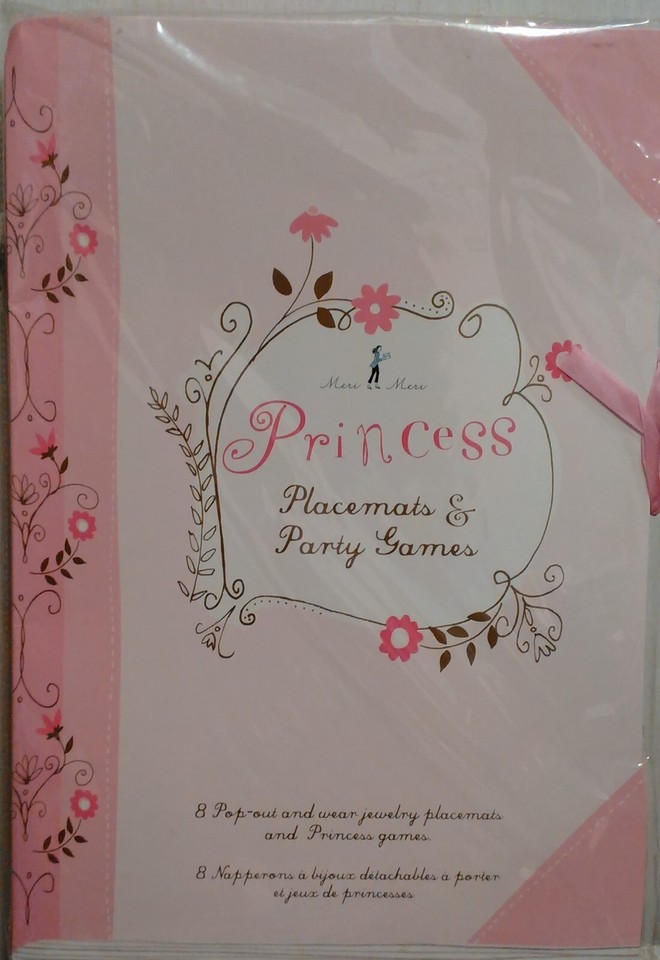 Meri Meri
Princess
Placemats &
Party Games
8 Pop-out and wear jewelry placemats
and Princess games.
8 Napperons à bijoux détachables à porter
et jeux de princesses